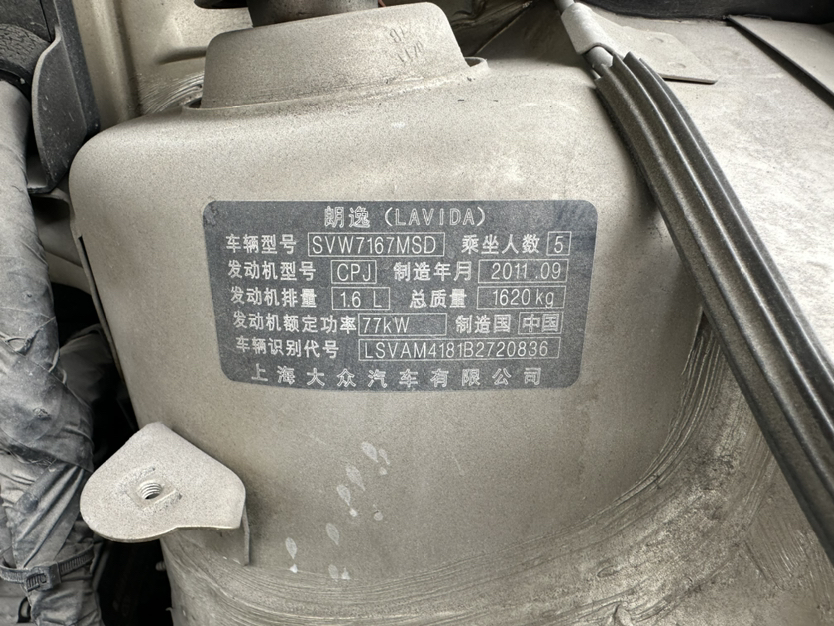 朗逸（LAVIDA）
车辆型号 SVW7167MSD 乘坐人数 5
发动机型号 CPJ 制造年月 2011.09
发动机排量 1.6 L 总质量 1620kg
发动机额定功率 77kW 制造国 中国
车辆识别代号 LSVAM4181B2720836
上海大众汽车有限公司